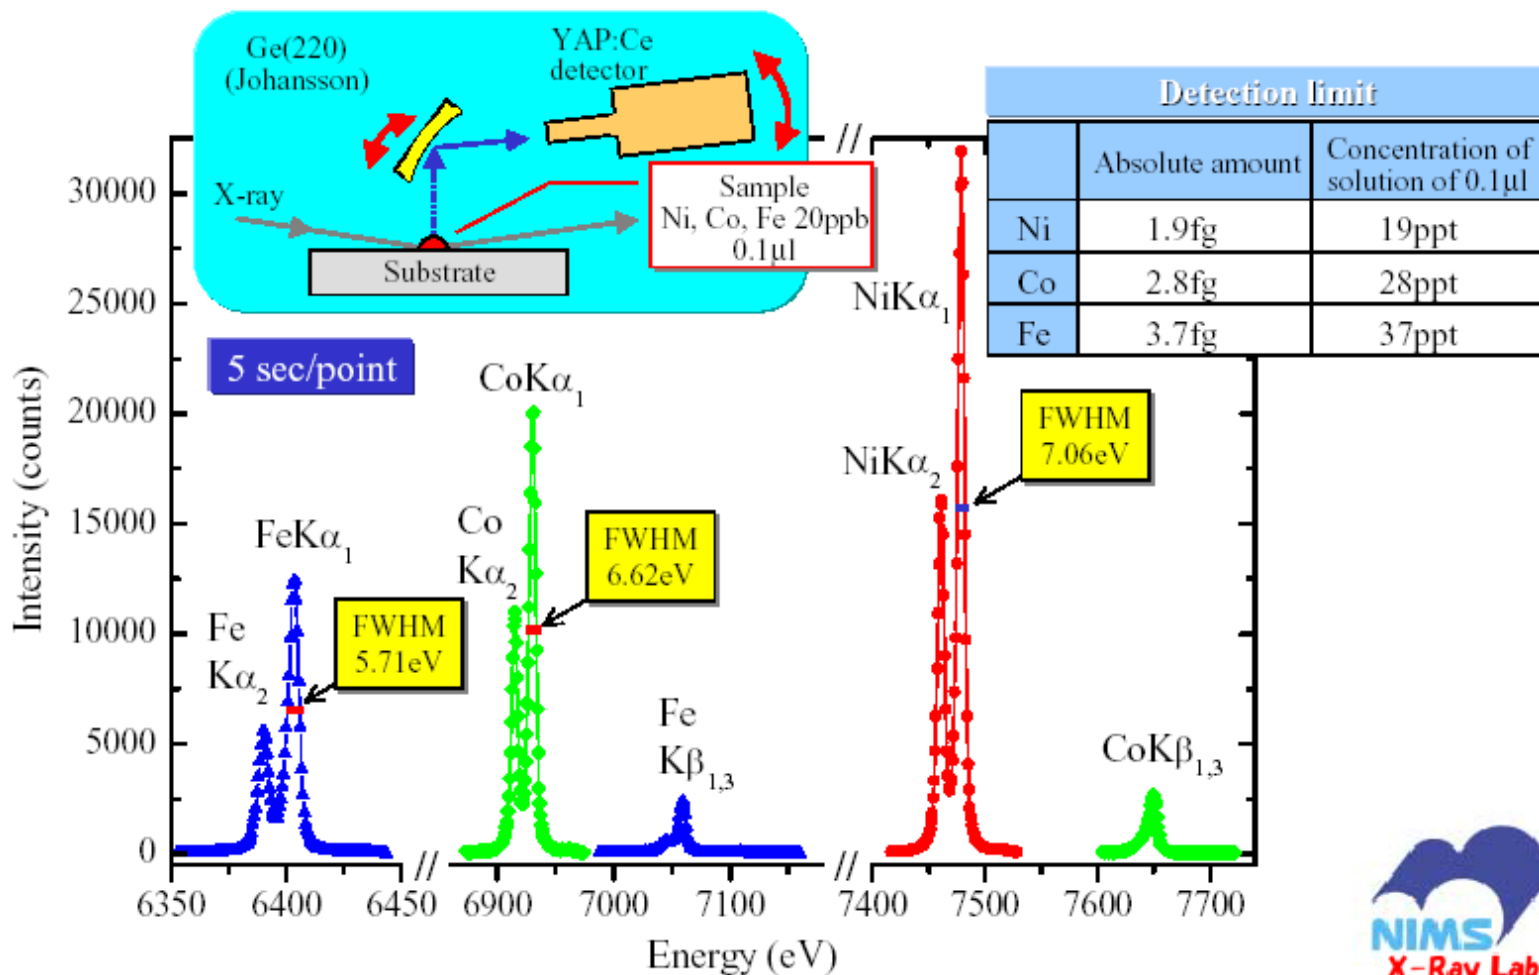 Ge(220)
(Johansson)
YAP:Ce
detector
X-ray
Substrate
Sample
Ni, Co, Fe 20ppb
0.1µl
Detection limit
Absolute amount
Concentration of
solution of 0.1µl
Ni 1.9fg 19ppt
Co 2.8fg 28ppt
Fe 3.7fg 37ppt
5 sec/point
Intensity (counts)
30000
25000
20000
15000
10000
5000
0
Fe
Kα2
FeKα1
FWHM
5.71eV
Co
Kα2
CoKα1
FWHM
6.62eV
Fe
Kβ1,3
NiKα1
NiKα2
FWHM
7.06eV
CoKβ1,3
//
//
//
//
6350 6400 6450 6900 7000 7100 7400 7500 7600 7700
Energy (eV)
NIMS
X-Ray Lab